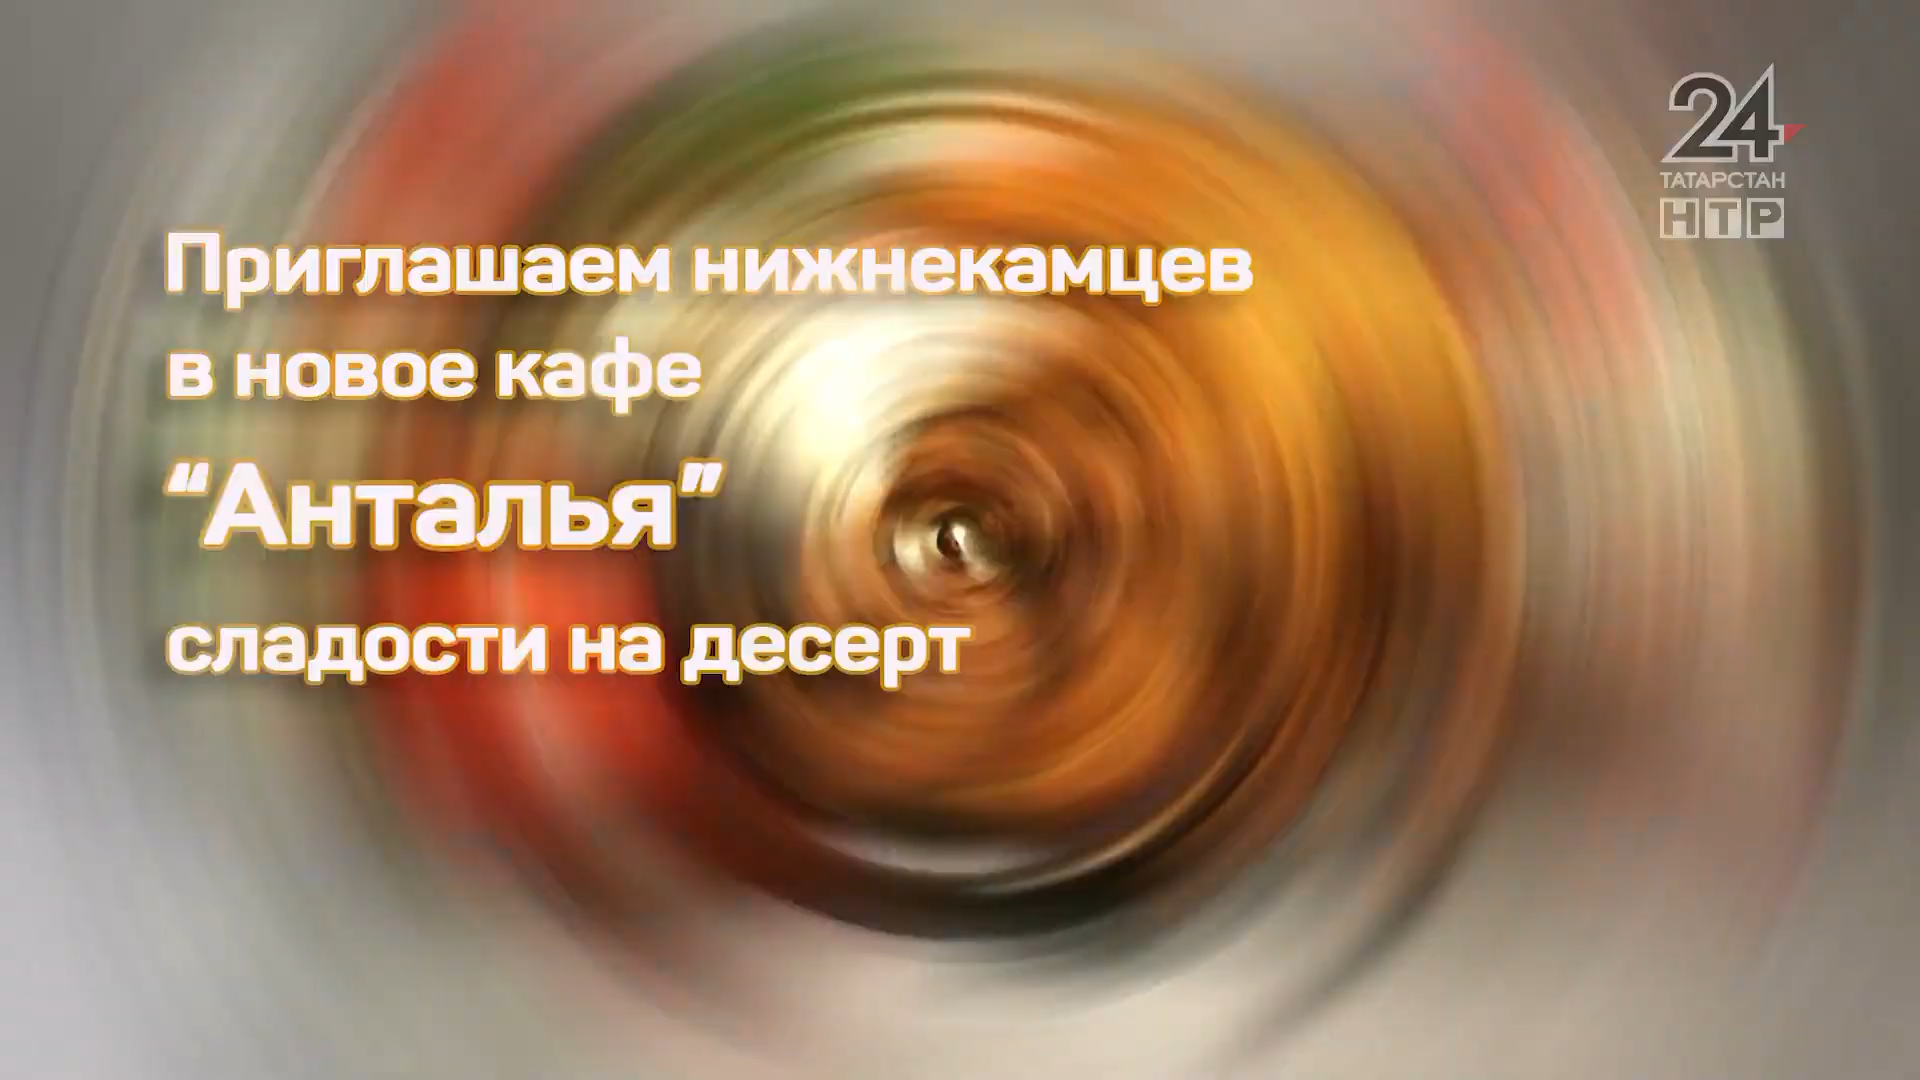 Приглашаем нижнекамцев
в новое кафе
“Анталья”
сладости на десерт
24
ТАТАРСТАН
НТР